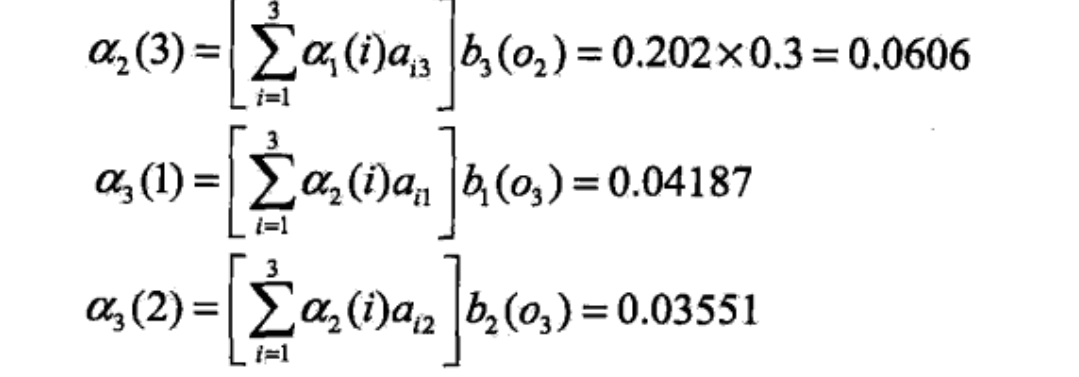 α₂(3) = [∑_{i=1}^{3} α₁(i)a_{i3}] b₃(o₂) = 0.202×0.3 = 0.0606
α₃(1) = [∑_{i=1}^{3} α₂(i)a_{i1}] b₁(o₃) = 0.04187
α₃(2) = [∑_{i=1}^{3} α₂(i)a_{i2}] b₂(o₃) = 0.03551